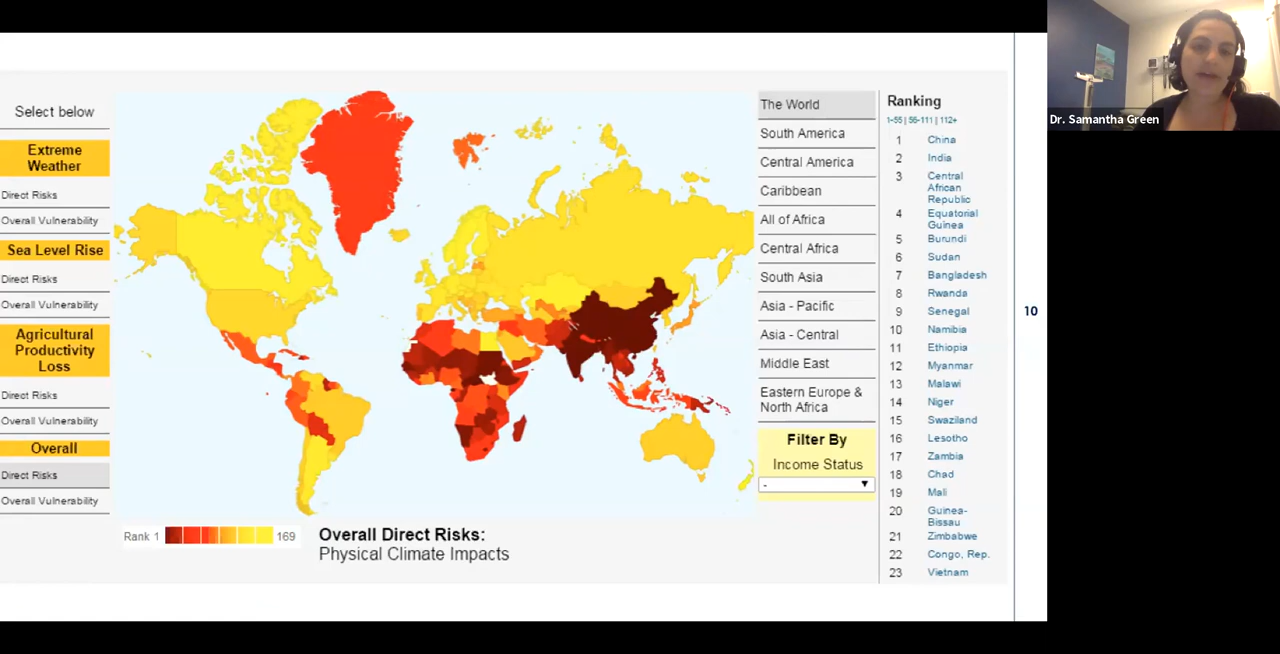 Select below
Extreme
Weather
Direct Risks
Overall Vulnerability
Sea Level Rise
Direct Risks
Overall Vulnerability
Agricultural
Productivity
Loss
Direct Risks
Overall Vulnerability
Overall
Direct Risks
Overall Vulnerability
Rank 1
169
Overall Direct Risks:
Physical Climate Impacts
The World
South America
Central America
Caribbean
All of Africa
Central Africa
South Asia
Asia - Pacific
Asia - Central
Middle East
Eastern Europe &
North Africa
Filter By
Income Status
-
Ranking
1-55 | 56-111 | 112+
1 China
2 India
3 Central
African
Republic
4 Equatorial
Guinea
5 Burundi
6 Sudan
7 Bangladesh
8 Rwanda
9 Senegal
10 Namibia
11 Ethiopia
12 Myanmar
13 Malawi
14 Niger
15 Swaziland
16 Lesotho
17 Zambia
18 Chad
19 Mali
20 Guinea-
Bissau
21 Zimbabwe
22 Congo, Rep.
23 Vietnam
10
Dr. Samantha Green